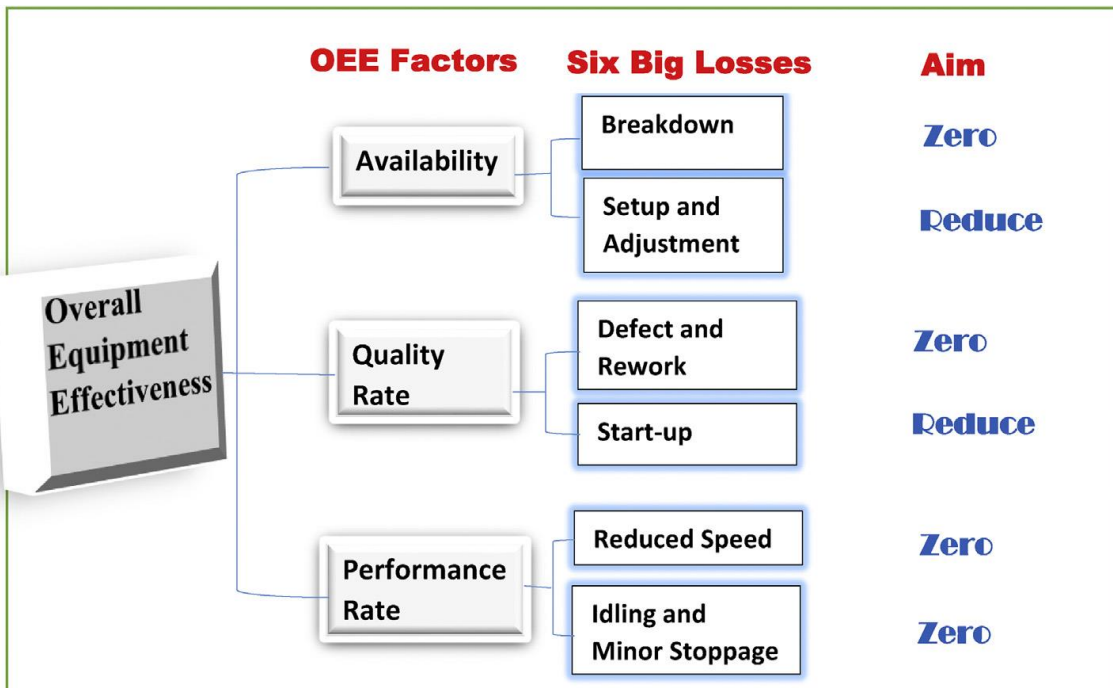 OEE Factors
Six Big Losses
Aim
Overall
Equipment
Effectiveness
Availability
Breakdown
Zero
Setup and
Adjustment
Reduce
Quality
Rate
Defect and
Rework
Zero
Start-up
Reduce
Performance
Rate
Reduced Speed
Zero
Idling and
Minor Stoppage
Zero